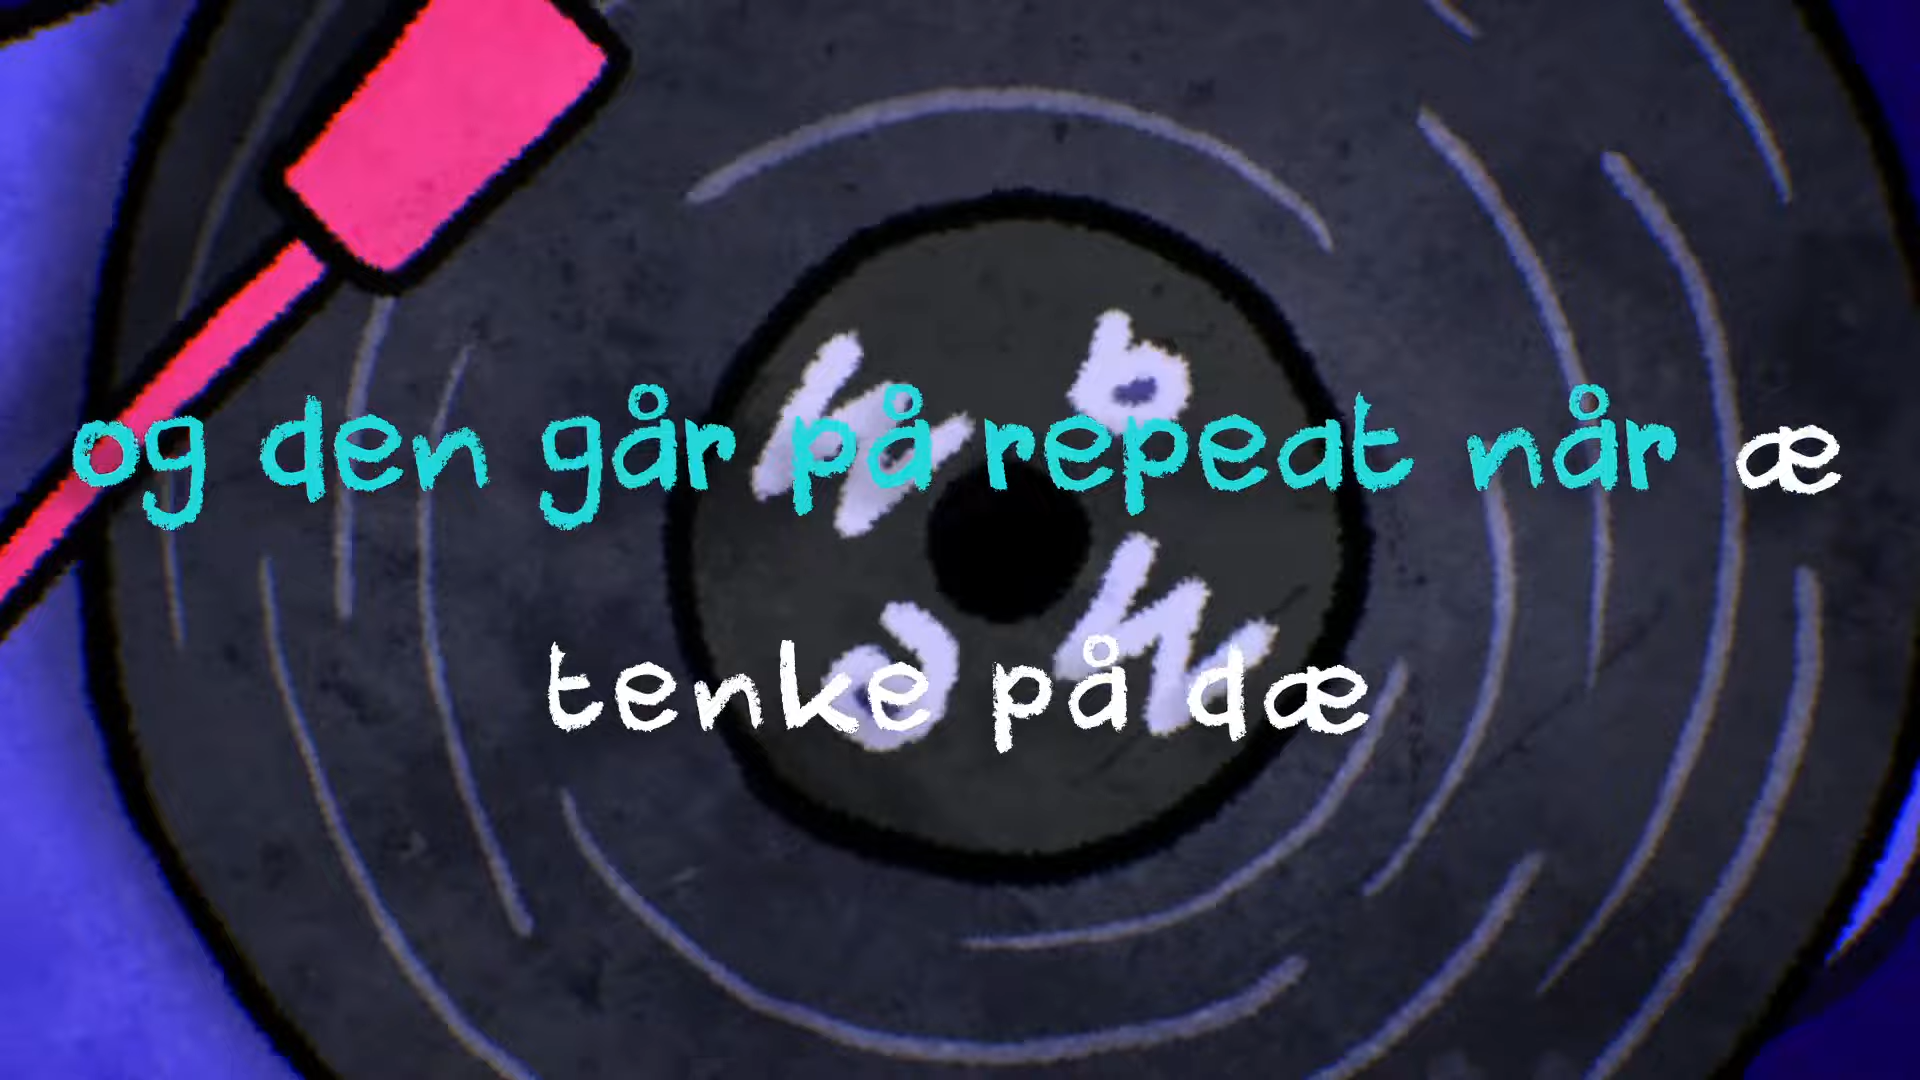 og den går på repeat når æ
tenke på dæ